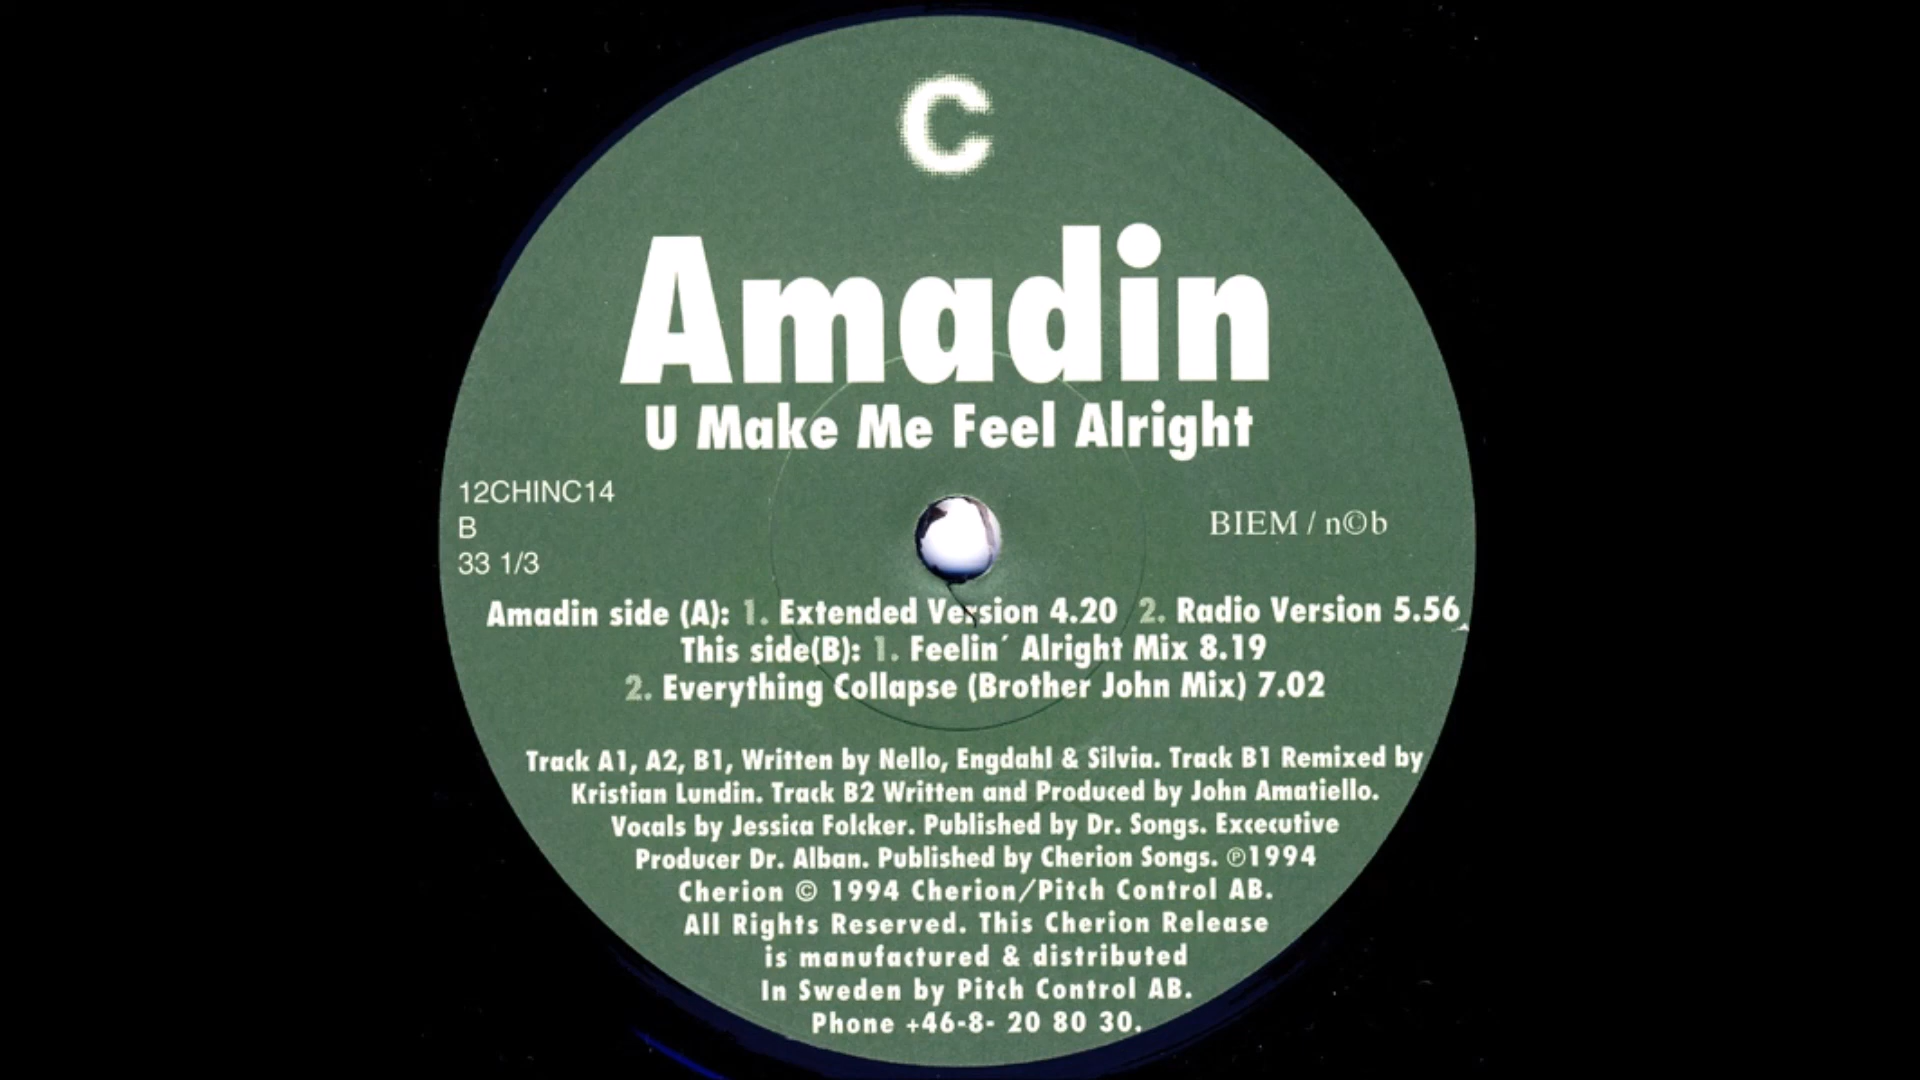 C
Amadin
U Make Me Feel Alright
12CHINC14
B
33 1/3
BIEM / n©b
Amadin side (A): 1. Extended Version 4.20 2. Radio Version 5.56
This side(B): 1. Feelin´ Alright Mix 8.19
2. Everything Collapse (Brother John Mix) 7.02
Track A1, A2, B1, Written by Nello, Engdahl & Silvia. Track B1 Remixed by
Kristian Lundin. Track B2 Written and Produced by John Amatiello.
Vocals by Jessica Folcker. Published by Dr. Songs. Excecutive
Producer Dr. Alban. Published by Cherion Songs. ℗1994
Cherion © 1994 Cherion/Pitch Control AB.
All Rights Reserved. This Cherion Release
is manufactured & distributed
In Sweden by Pitch Control AB.
Phone +46-8- 20 80 30.